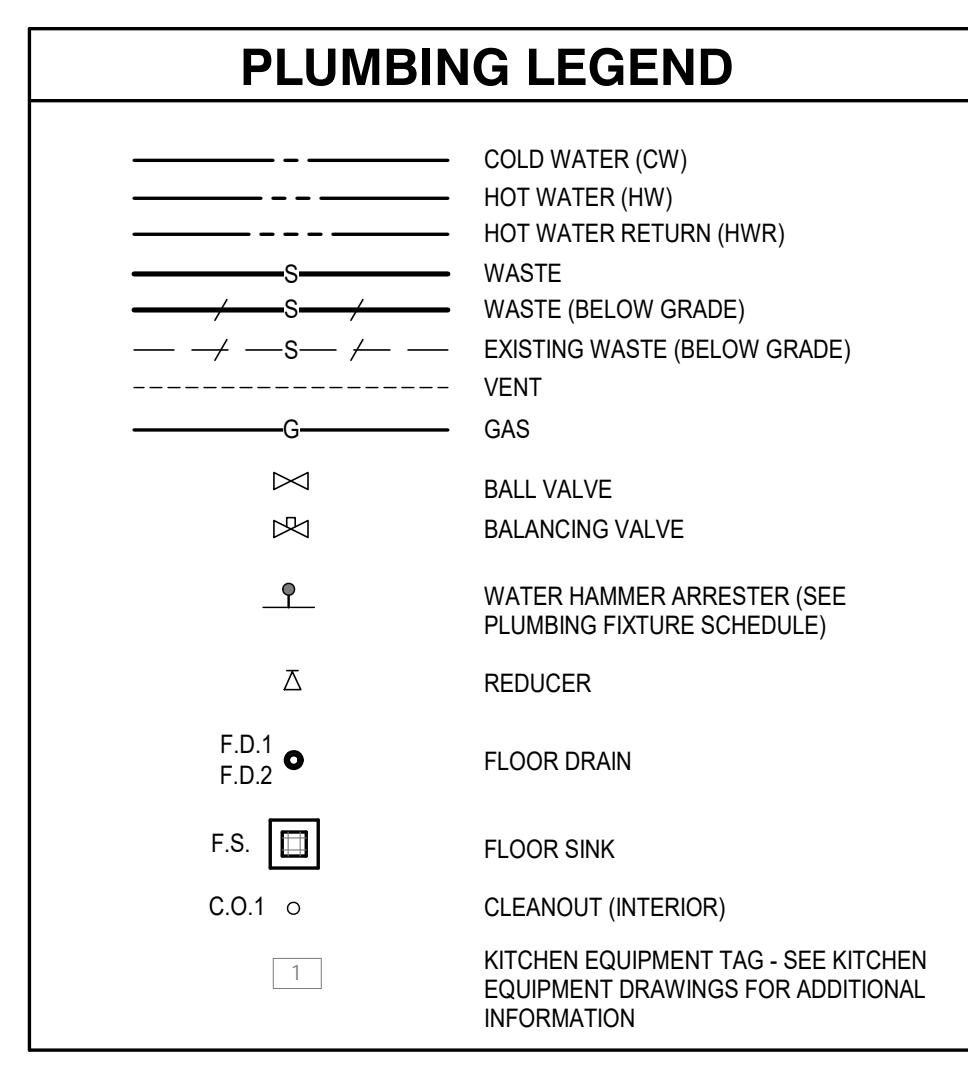 PLUMBING LEGEND
COLD WATER (CW)
HOT WATER (HW)
HOT WATER RETURN (HWR)
S WASTE
S WASTE (BELOW GRADE)
S EXISTING WASTE (BELOW GRADE)
VENT
G GAS
BALL VALVE
BALANCING VALVE
WATER HAMMER ARRESTER (SEE
PLUMBING FIXTURE SCHEDULE)
REDUCER
F.D.1
F.D.2
FLOOR DRAIN
F.S. FLOOR SINK
C.O.1 CLEANOUT (INTERIOR)
1
KITCHEN EQUIPMENT TAG - SEE KITCHEN
EQUIPMENT DRAWINGS FOR ADDITIONAL
INFORMATION